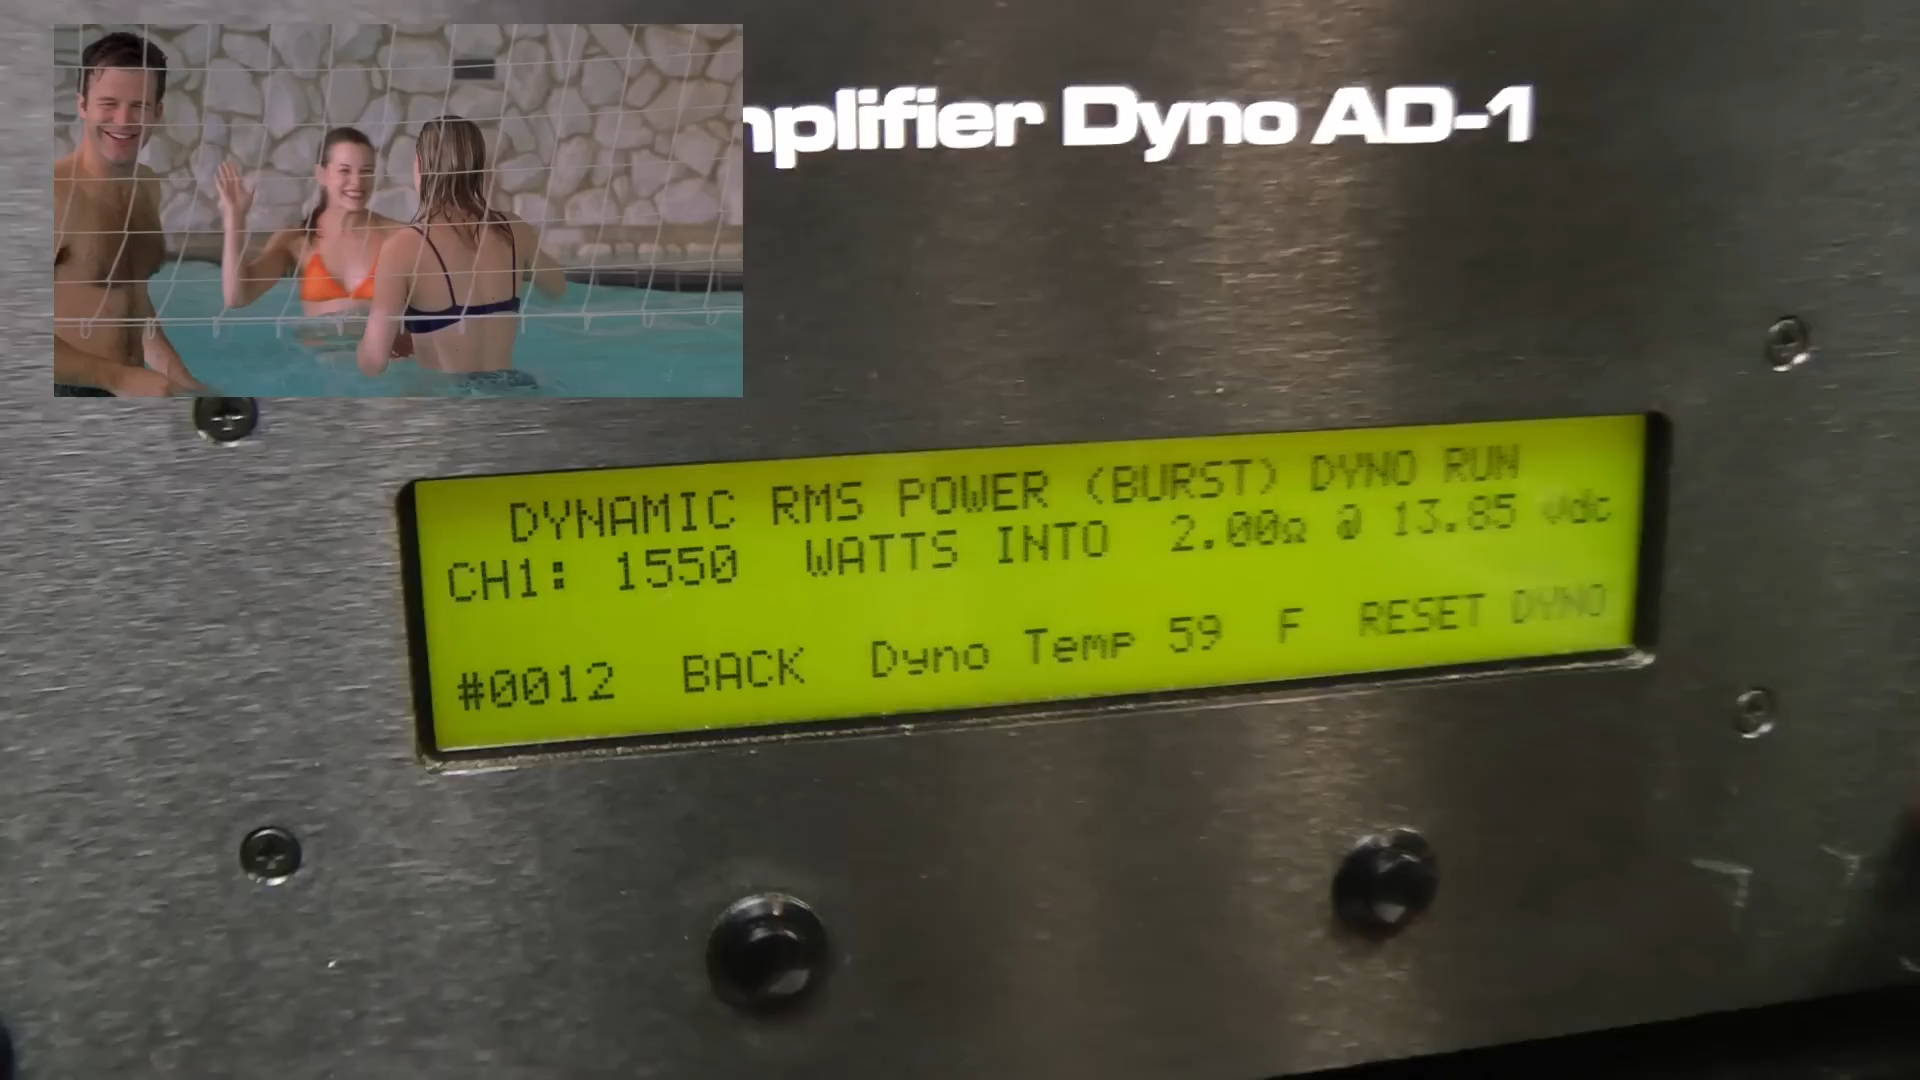 mplifier Dyno AD-1
DYNAMIC RMS POWER (BURST) DYNO RUN
CH1: 1550 WATTS INTO 2.00Ω @ 13.85 Vdc
#0012 BACK Dyno Temp 59 F RESET DYNO